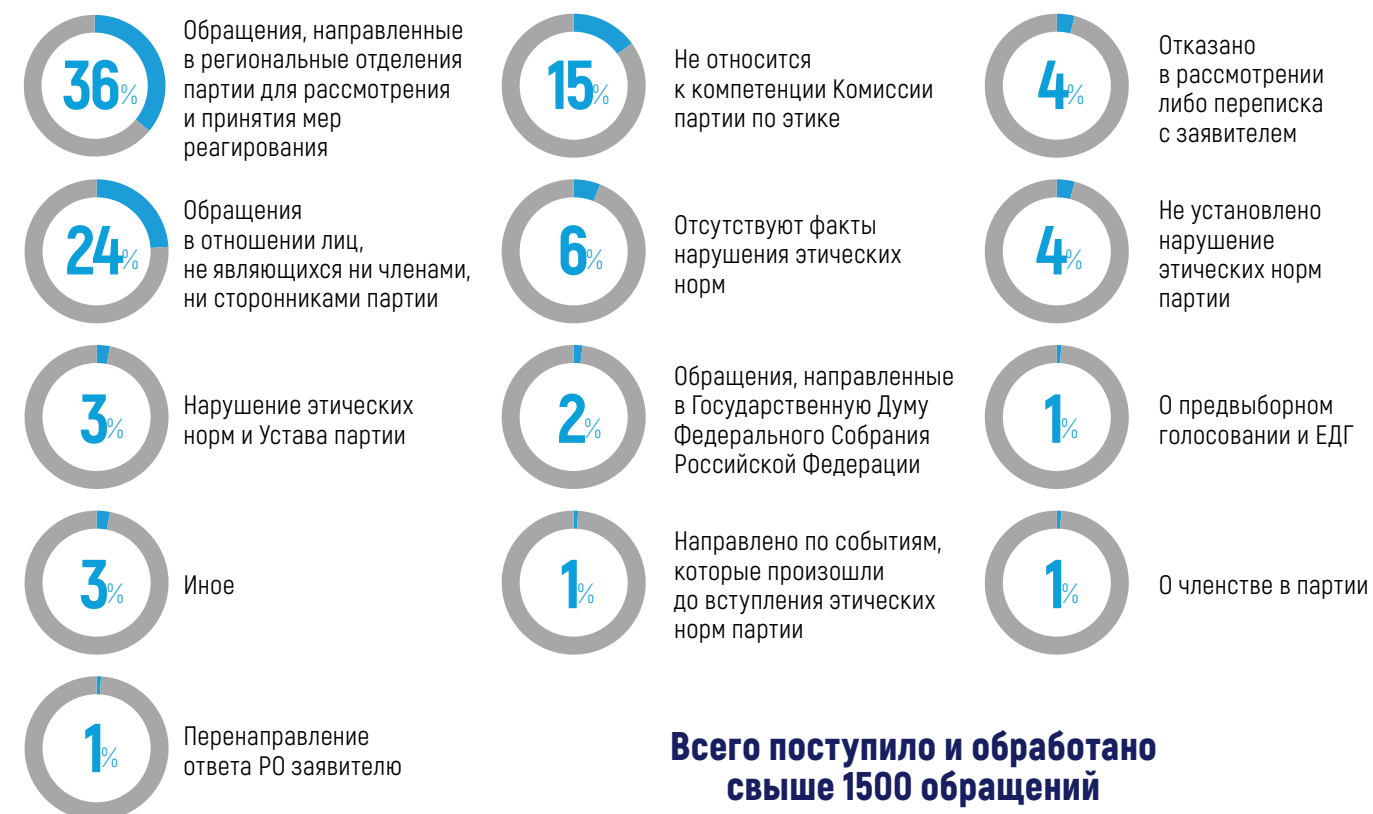 36%
Обращения, направленные
в региональные отделения
партии для рассмотрения
и принятия мер
реагирования
15%
Не относится
к компетенции Комиссии
партии по этике
4%
Отказано
в рассмотрении
либо переписка
с заявителем
24%
Обращения
в отношении лиц,
не являющихся ни членами,
ни сторонниками партии
6%
Отсутствуют факты
нарушения этических
норм
4%
Не установлено
нарушение
этических норм
партии
3%
Нарушение этических
норм и Устава партии
2%
Обращения, направленные
в Государственную Думу
Федерального Собрания
Российской Федерации
1%
О предвыборном
голосовании и ЕДГ
3%
Иное
1%
Направлено по событиям,
которые произошли
до вступления этических
норм партии
1%
О членстве в партии
1%
Перенаправление
ответа РО заявителю
Всего поступило и обработано
свыше 1500 обращений